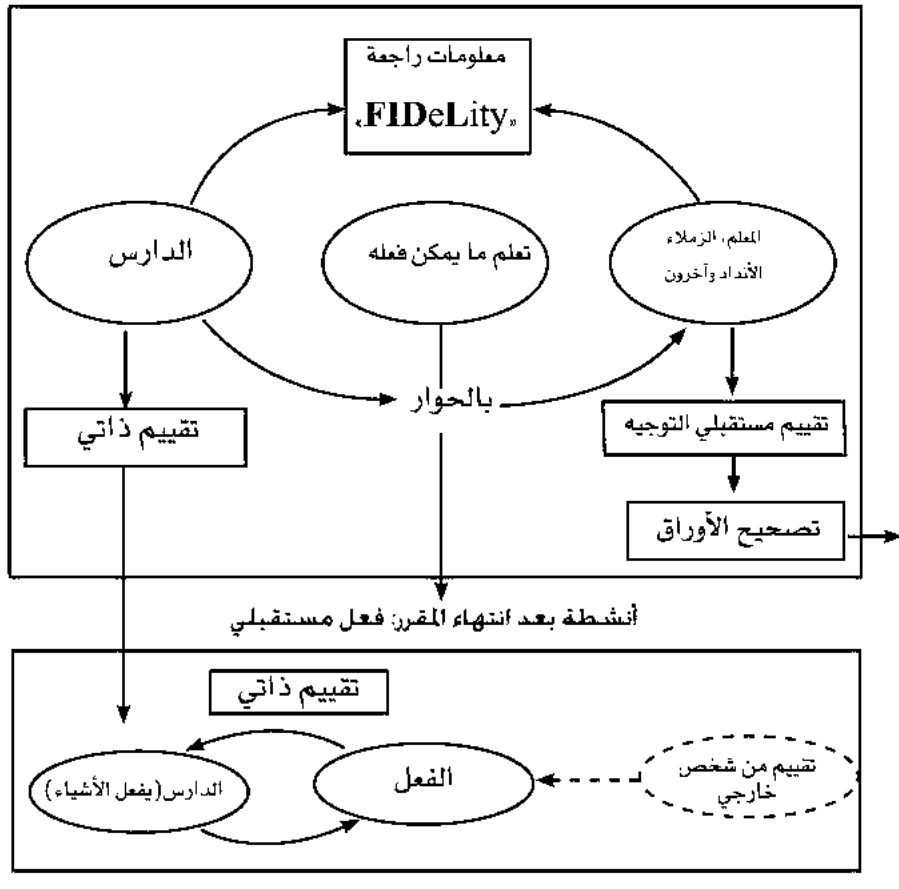 معلومات راجعة
«FIDeLity»
الدارس
تعلم ما يمكن فعله
المعلم، الزملاء
الأنداد وآخرون
بالحوار
تقييم ذاتي
تقييم مستقبلي التوجيه
تصحيح الأوراق
أنشطة بعد انتهاء المقرر: فعل مستقبلي
تقييم ذاتي
الدارس (يفعل الأشياء)
الفعل
تقييم من شخص
خارجي